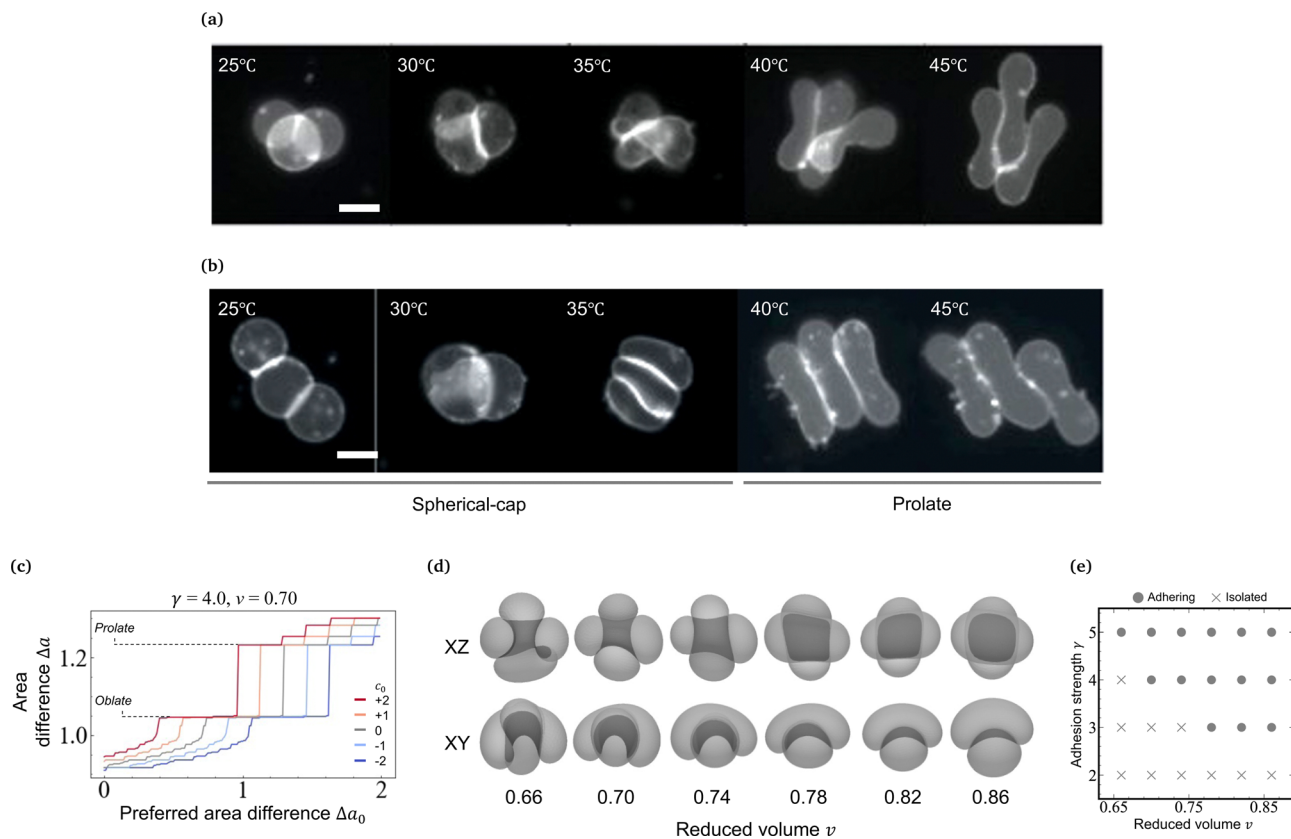 (a)
25℃ 30℃ 35℃ 40℃ 45℃
(b)
25℃ 30℃ 35℃ 40℃ 45℃
Spherical-cap Prolate
(c)
γ = 4.0, v = 0.70
Prolate
Oblate
Area
difference Δa
1.2
1.0
c₀
+2
+1
0
-1
-2
0 1 2
Preferred area difference Δa₀
(d)
XZ
XY
0.66 0.70 0.74 0.78 0.82 0.86
Reduced volume v
(e)
Adhering × Isolated
Adhesion strength γ
5
4
3
2
0.65 0.75 0.85
Reduced volume v